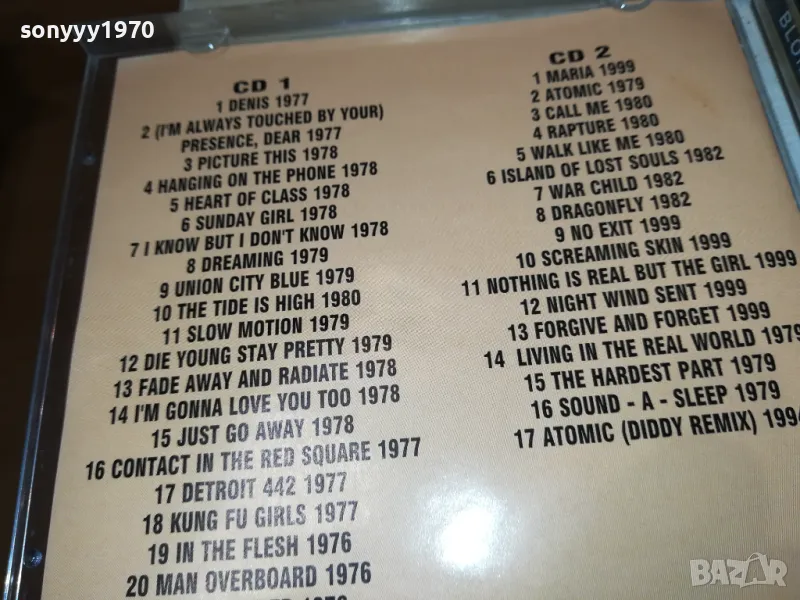 sonyyy1970
CD 1
1 DENIS 1977
2 (I'M ALWAYS TOUCHED BY YOUR)
PRESENCE, DEAR 1977
3 PICTURE THIS 1978
4 HANGING ON THE PHONE 1978
5 HEART OF CLASS 1978
6 SUNDAY GIRL 1978
7 I KNOW BUT I DON'T KNOW 1978
8 DREAMING 1979
9 UNION CITY BLUE 1979
10 THE TIDE IS HIGH 1980
11 SLOW MOTION 1979
12 DIE YOUNG STAY PRETTY 1979
13 FADE AWAY AND RADIATE 1978
14 I'M GONNA LOVE YOU TOO 1978
15 JUST GO AWAY 1978
16 CONTACT IN THE RED SQUARE 1977
17 DETROIT 442 1977
18 KUNG FU GIRLS 1977
19 IN THE FLESH 1976
20 MAN OVERBOARD 1976
CD 2
1 MARIA 1999
2 ATOMIC 1979
3 CALL ME 1980
4 RAPTURE 1980
5 WALK LIKE ME 1980
6 ISLAND OF LOST SOULS 1982
7 WAR CHILD 1982
8 DRAGONFLY 1982
9 NO EXIT 1999
10 SCREAMING SKIN 1999
11 NOTHING IS REAL BUT THE GIRL 1999
12 NIGHT WIND SENT 1999
13 FORGIVE AND FORGET 1999
14 LIVING IN THE REAL WORLD 1979
15 THE HARDEST PART 1979
16 SOUND - A - SLEEP 1979
17 ATOMIC (DIDDY REMIX) 1994
BAZAR